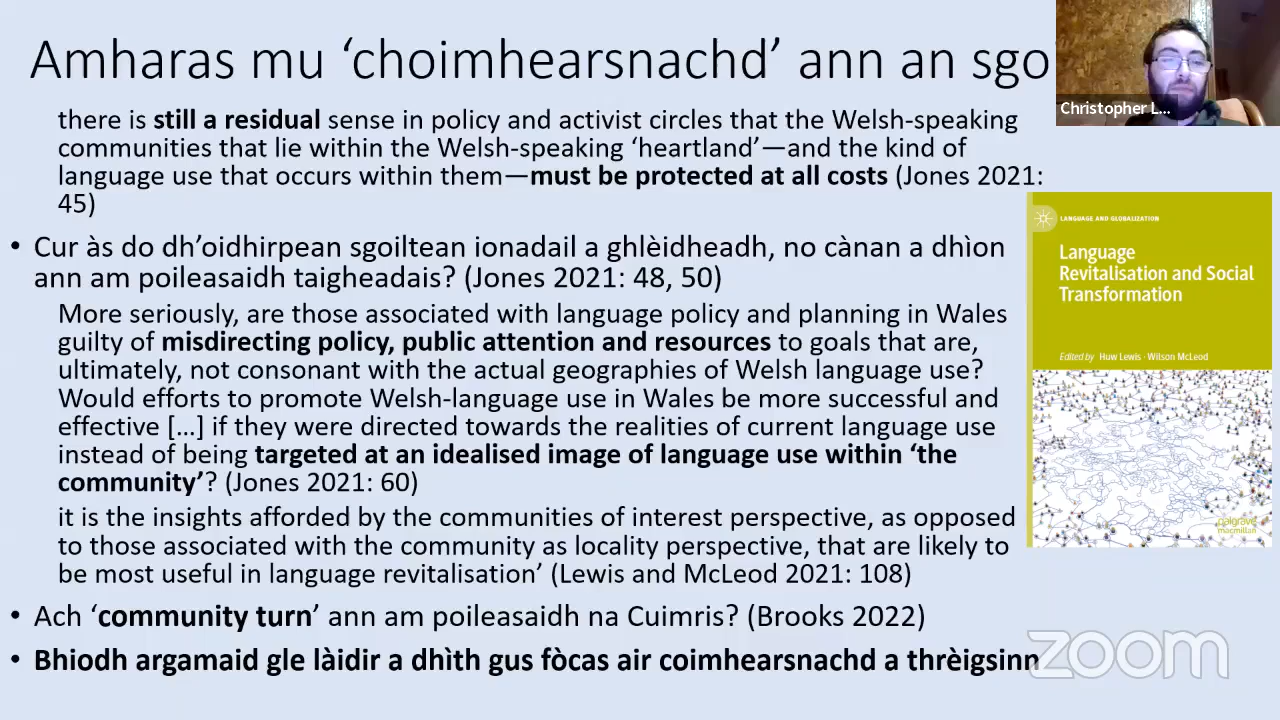 Amharas mu ‘choimhearsnachd’ ann an sgo
Christopher L...
there is still a residual sense in policy and activist circles that the Welsh-speaking
communities that lie within the Welsh-speaking ‘heartland’—and the kind of
language use that occurs within them—must be protected at all costs (Jones 2021:
45)
• Cur às do dh’oidhirpean sgoiltean ionadail a ghlèidheadh, no cànan a dhìon
ann am poileasaidh taigheadais? (Jones 2021: 48, 50)
More seriously, are those associated with language policy and planning in Wales
guilty of misdirecting policy, public attention and resources to goals that are,
ultimately, not consonant with the actual geographies of Welsh language use?
Would efforts to promote Welsh-language use in Wales be more successful and
effective […] if they were directed towards the realities of current language use
instead of being targeted at an idealised image of language use within ‘the
community’? (Jones 2021: 60)
it is the insights afforded by the communities of interest perspective, as opposed
to those associated with the community as locality perspective, that are likely to
be most useful in language revitalisation’ (Lewis and McLeod 2021: 108)
• Ach ‘community turn’ ann am poileasaidh na Cuimris? (Brooks 2022)
• Bhiodh argamaid gle làidir a dhìth gus fòcas air coimhearsnachd a thrèigsinn
LANGUAGE AND GLOBALIZATION
Language
Revitalisation and Social
Transformation
Edited by Huw Lewis · Wilson McLeod
palgrave
macmillan
zoom